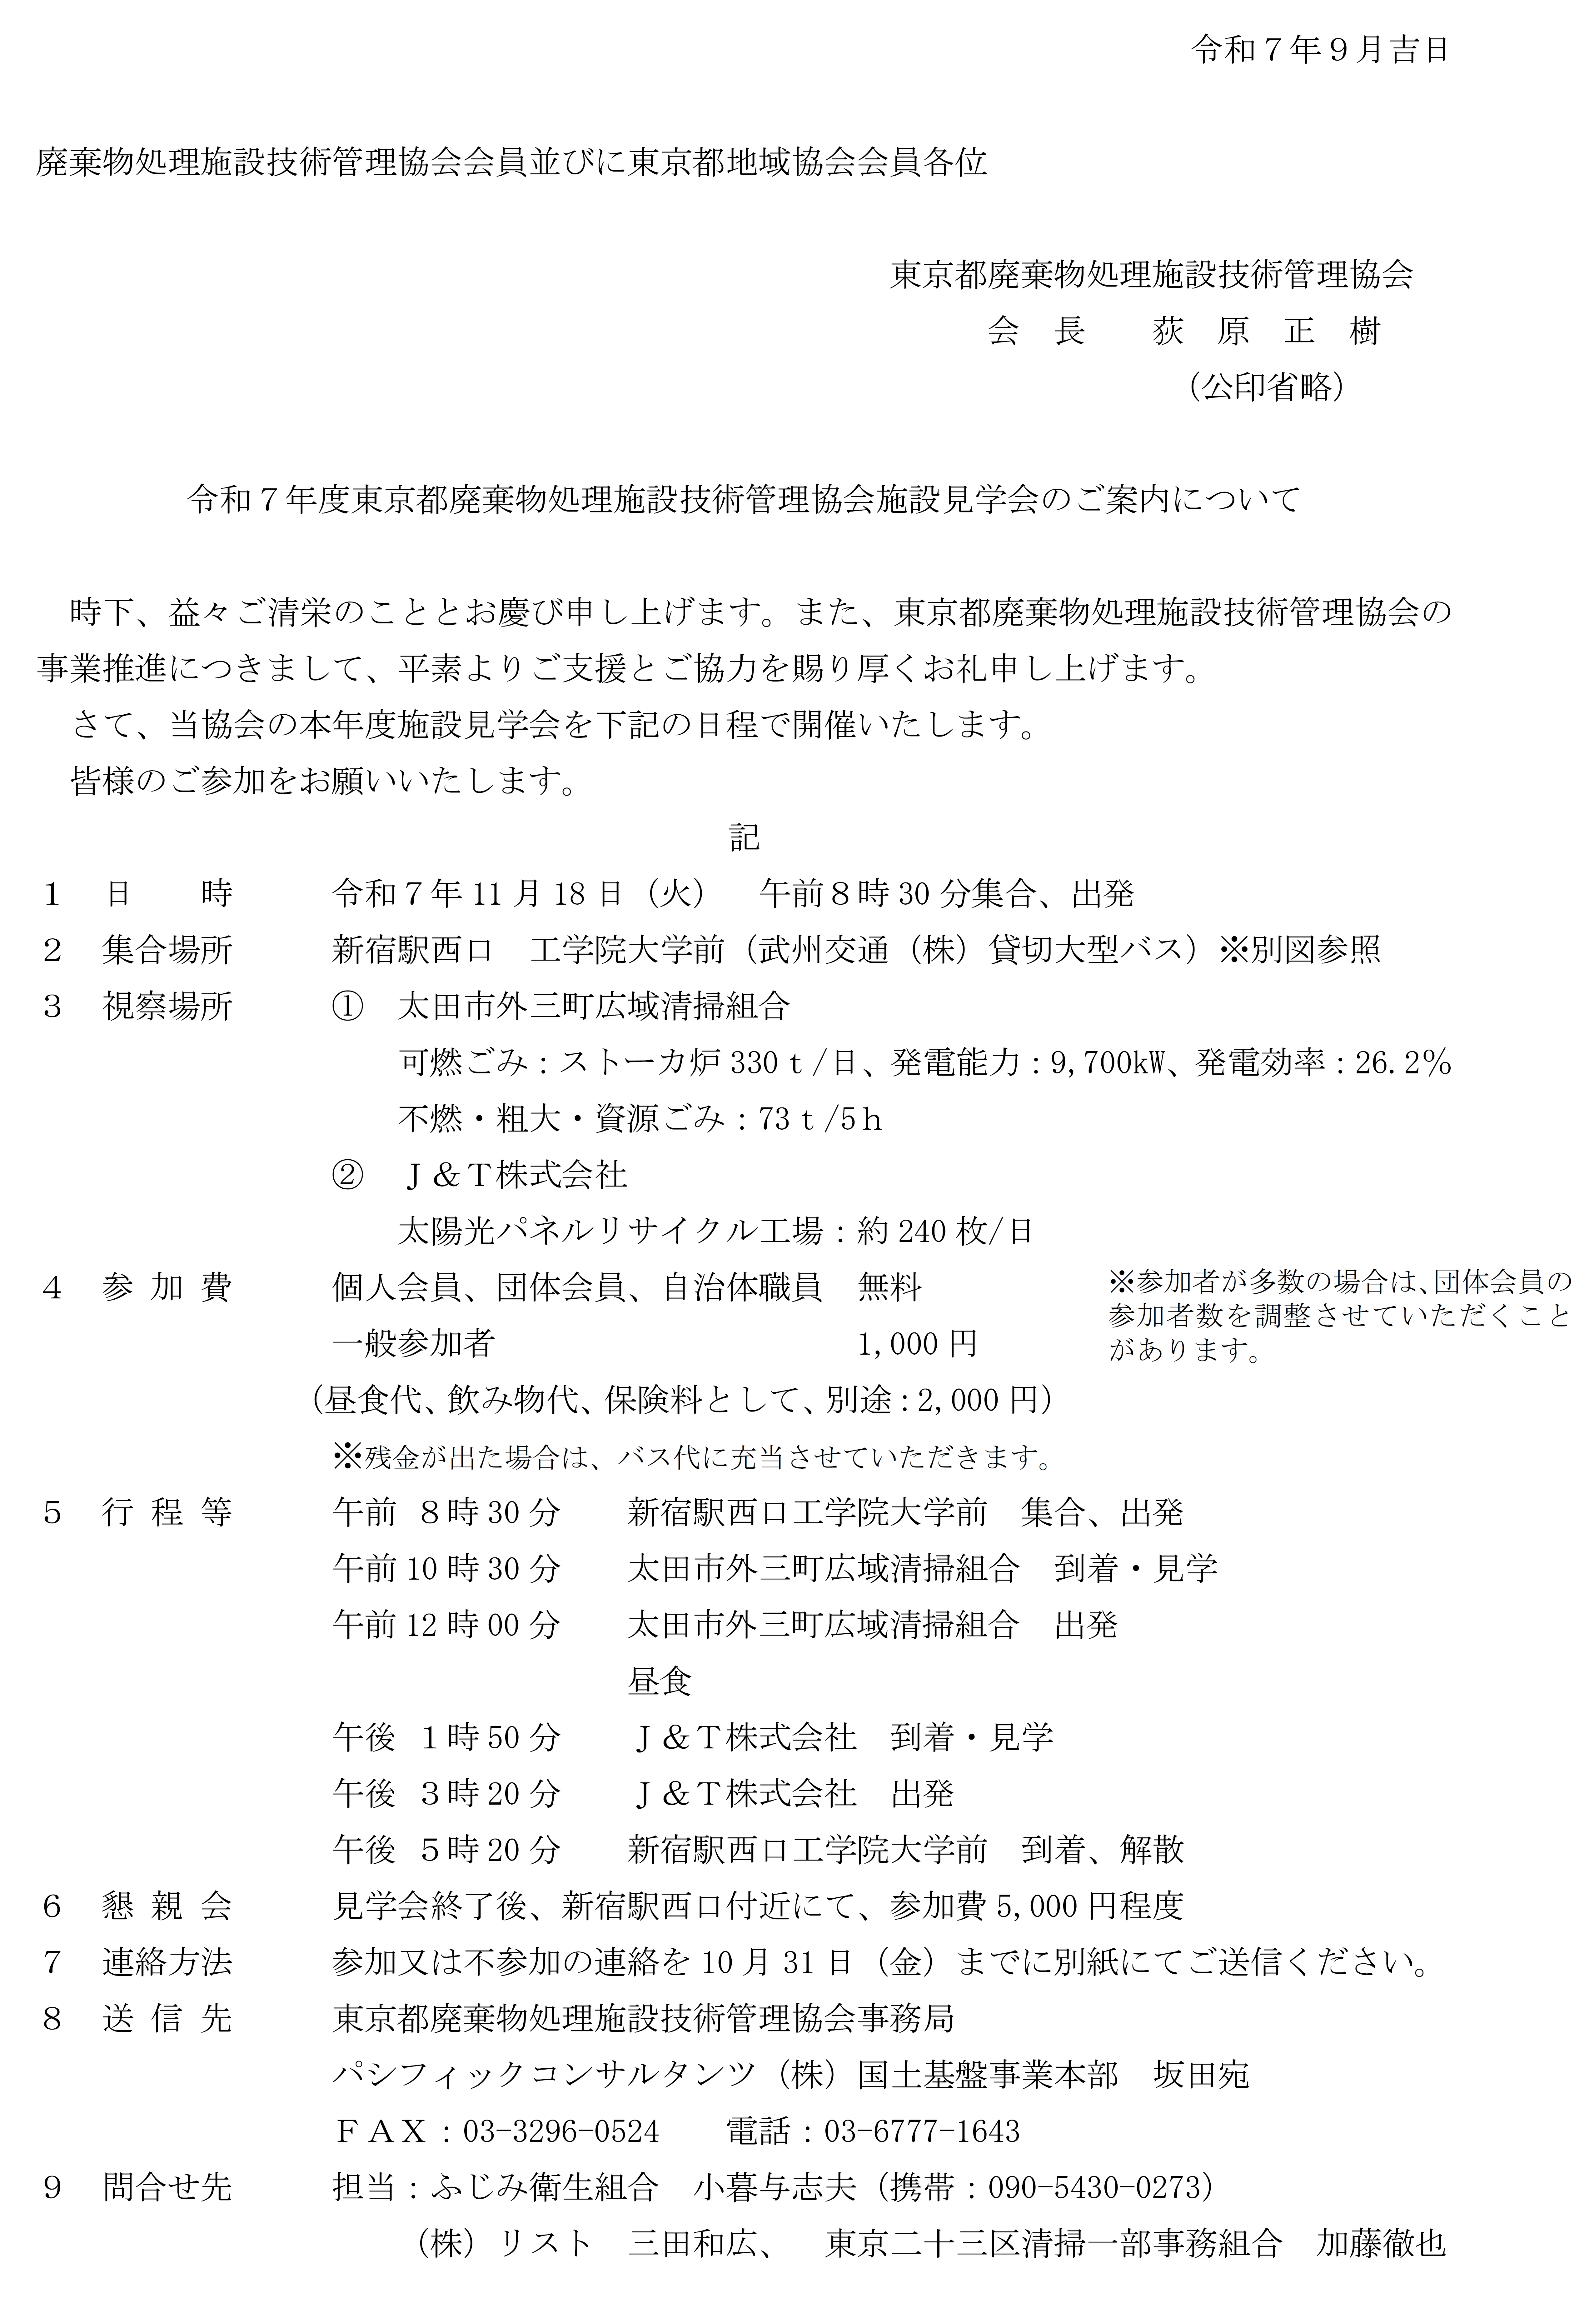 令和７年９月吉日
廃棄物処理施設技術管理協会会員並びに東京都地域協会会員各位
東京都廃棄物処理施設技術管理協会
会　長　　荻　原　正　樹
（公印省略）
令和７年度東京都廃棄物処理施設技術管理協会施設見学会のご案内について
時下、益々ご清栄のこととお慶び申し上げます。また、東京都廃棄物処理施設技術管理協会の
事業推進につきまして、平素よりご支援とご協力を賜り厚くお礼申し上げます。
さて、当協会の本年度施設見学会を下記の日程で開催いたします。
皆様のご参加をお願いいたします。
記
１　日　　時　　　令和７年 11 月 18 日（火）　午前８時 30 分集合、出発
２　集合場所　　　新宿駅西口　工学院大学前（武州交通（株）貸切大型バス）※別図参照
３　視察場所　　　①　太田市外三町広域清掃組合
可燃ごみ：ストーカ炉 330ｔ/日、発電能力：9,700kW、発電効率：26.2％
不燃・粗大・資源ごみ：73ｔ/5ｈ
②　Ｊ＆Ｔ株式会社
太陽光パネルリサイクル工場：約 240 枚/日
４　参 加 費　　　個人会員、団体会員、自治体職員　無料
一般参加者　　　　　　　　　　　1,000 円
※参加者が多数の場合は、団体会員の
参加者数を調整させていただくこと
があります。
（昼食代、飲み物代、保険料として、別途：2,000 円）
※残金が出た場合は、バス代に充当させていただきます。
５　行 程 等　　　午前 ８時 30 分　　新宿駅西口工学院大学前　集合、出発
午前 10 時 30 分　　太田市外三町広域清掃組合　到着・見学
午前 12 時 00 分　　太田市外三町広域清掃組合　出発
昼食
午後 １時 50 分　　Ｊ＆Ｔ株式会社　到着・見学
午後 ３時 20 分　　Ｊ＆Ｔ株式会社　出発
午後 ５時 20 分　　新宿駅西口工学院大学前　到着、解散
６　懇 親 会　　　見学会終了後、新宿駅西口付近にて、参加費 5,000 円程度
７　連絡方法　　　参加又は不参加の連絡を 10 月 31 日（金）までに別紙にてご送信ください。
８　送 信 先　　　東京都廃棄物処理施設技術管理協会事務局
パシフィックコンサルタンツ（株）国土基盤事業本部　坂田宛
ＦＡＸ：03-3296-0524　　電話：03-6777-1643
９　問合せ先　　　担当：ふじみ衛生組合　小暮与志夫（携帯：090-5430-0273）
（株）リスト　三田和広、　東京二十三区清掃一部事務組合　加藤徹也